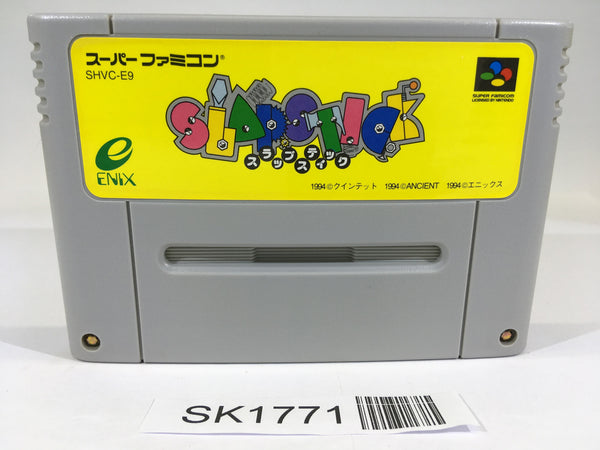 スーパーファミコン®
SHVC-E9
SUPER FAMICOM
LICENSED BY NINTENDO
SLAPSTICK
スラップスティック
e
ENIX
1994©クインテット 1994©ANCIENT 1994©エニックス
SK1771